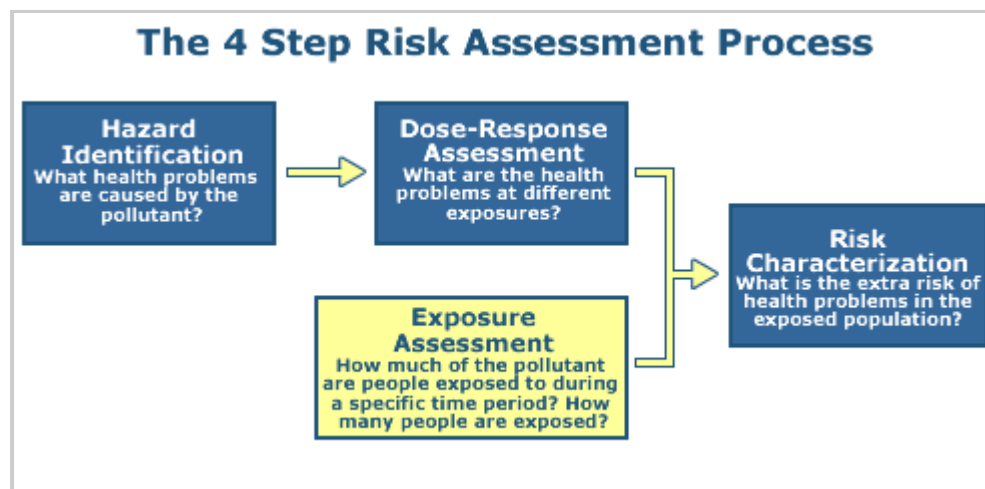 The 4 Step Risk Assessment Process
Hazard
Identification
What health problems
are caused by the
pollutant?
Dose-Response
Assessment
What are the health
problems at different
exposures?
Exposure
Assessment
How much of the pollutant
are people exposed to during
a specific time period? How
many people are exposed?
Risk
Characterization
What is the extra risk of
health problems in the
exposed population?